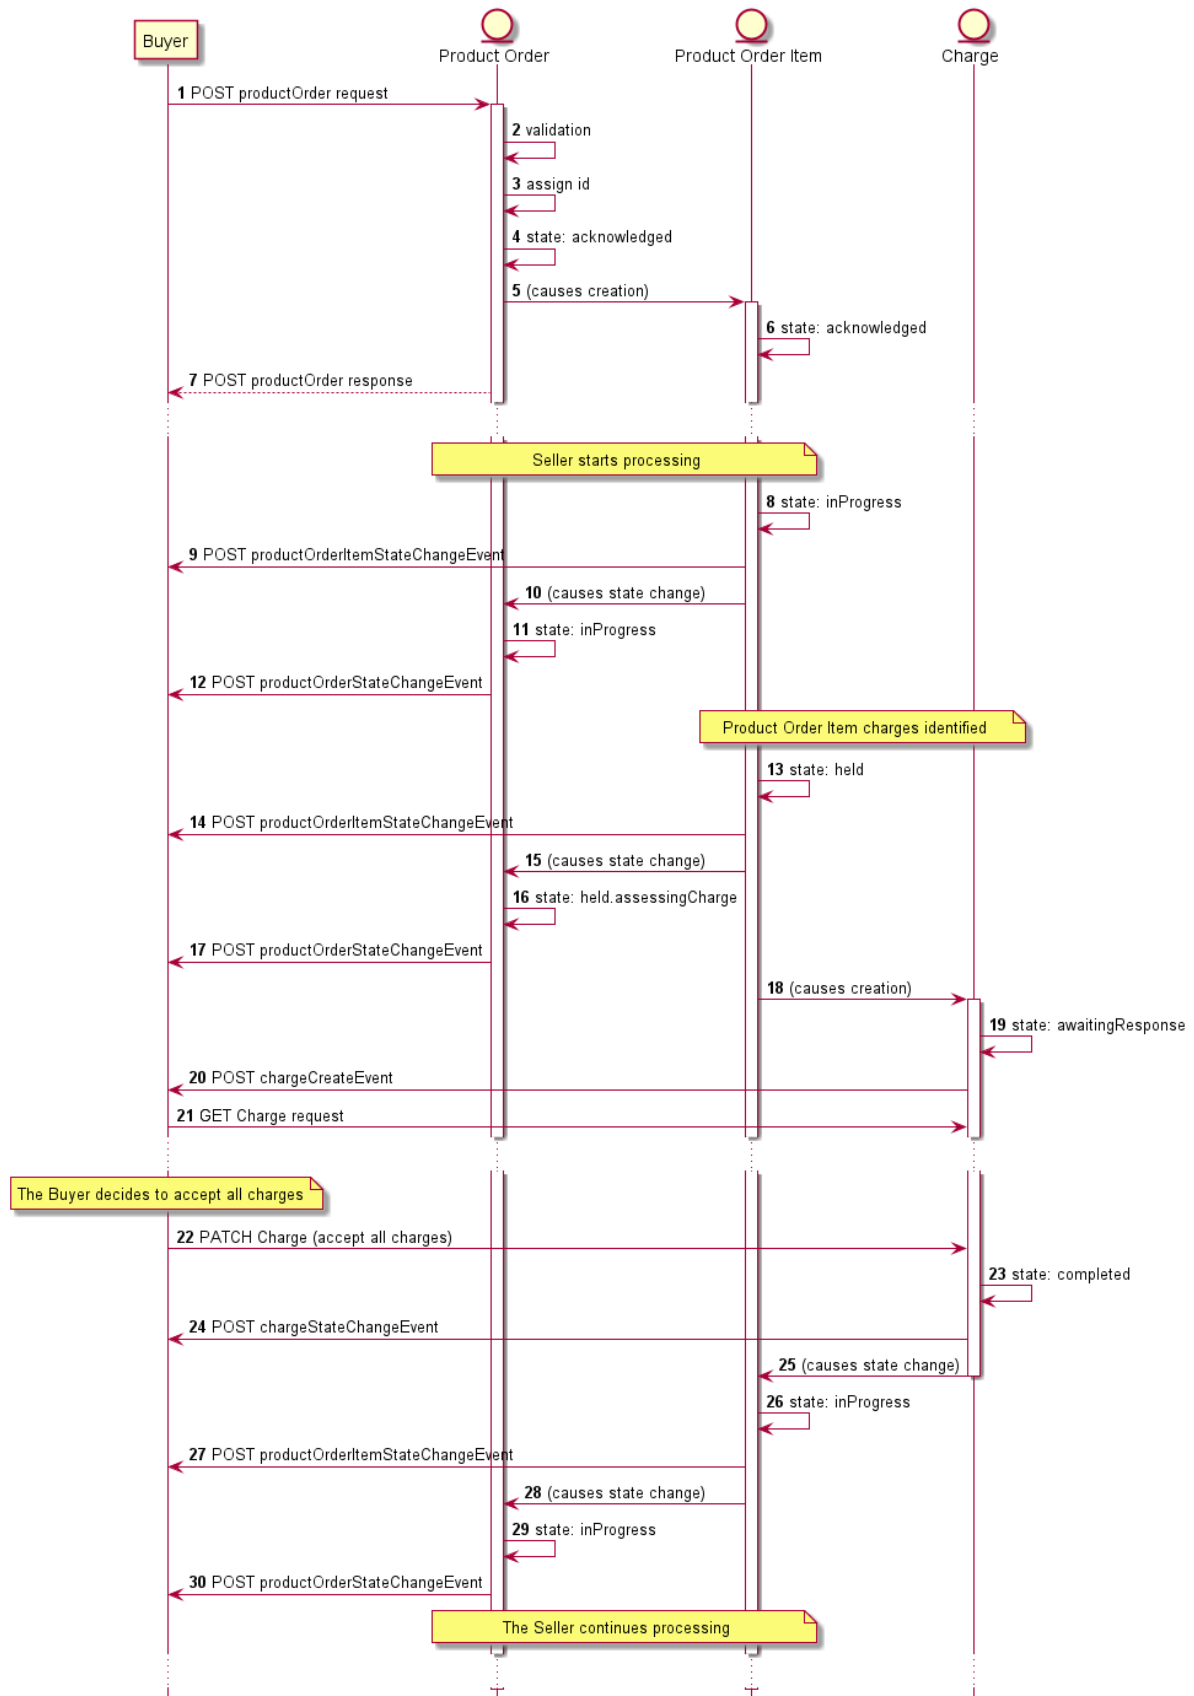 Buyer
Product Order
Product Order Item
Charge
1 POST productOrder request
2 validation
3 assign id
4 state: acknowledged
5 (causes creation)
6 state: acknowledged
7 POST productOrder response
Seller starts processing
8 state: inProgress
9 POST productOrderItemStateChangeEvent
10 (causes state change)
11 state: inProgress
12 POST productOrderStateChangeEvent
Product Order Item charges identified
13 state: held
14 POST productOrderItemStateChangeEvent
15 (causes state change)
16 state: held.assessingCharge
17 POST productOrderStateChangeEvent
18 (causes creation)
19 state: awaitingResponse
20 POST chargeCreateEvent
21 GET Charge request
The Buyer decides to accept all charges
22 PATCH Charge (accept all charges)
23 state: completed
24 POST chargeStateChangeEvent
25 (causes state change)
26 state: inProgress
27 POST productOrderItemStateChangeEvent
28 (causes state change)
29 state: inProgress
30 POST productOrderStateChangeEvent
The Seller continues processing